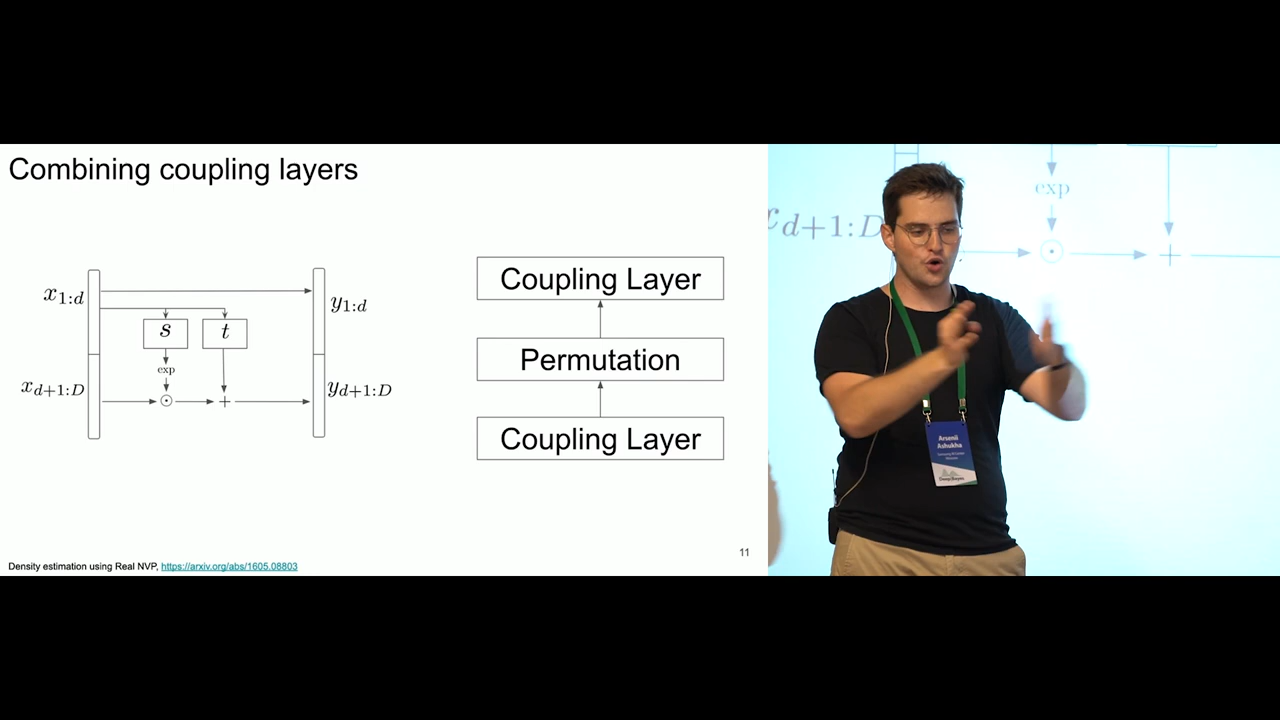 Combining coupling layers
x1:d
s
t
exp
xd+1:D
y1:d
yd+1:D
Coupling Layer
Permutation
Coupling Layer
11
Density estimation using Real NVP, https://arxiv.org/abs/1605.08803
exp
xd+1:D
Arsenii
Ashukha